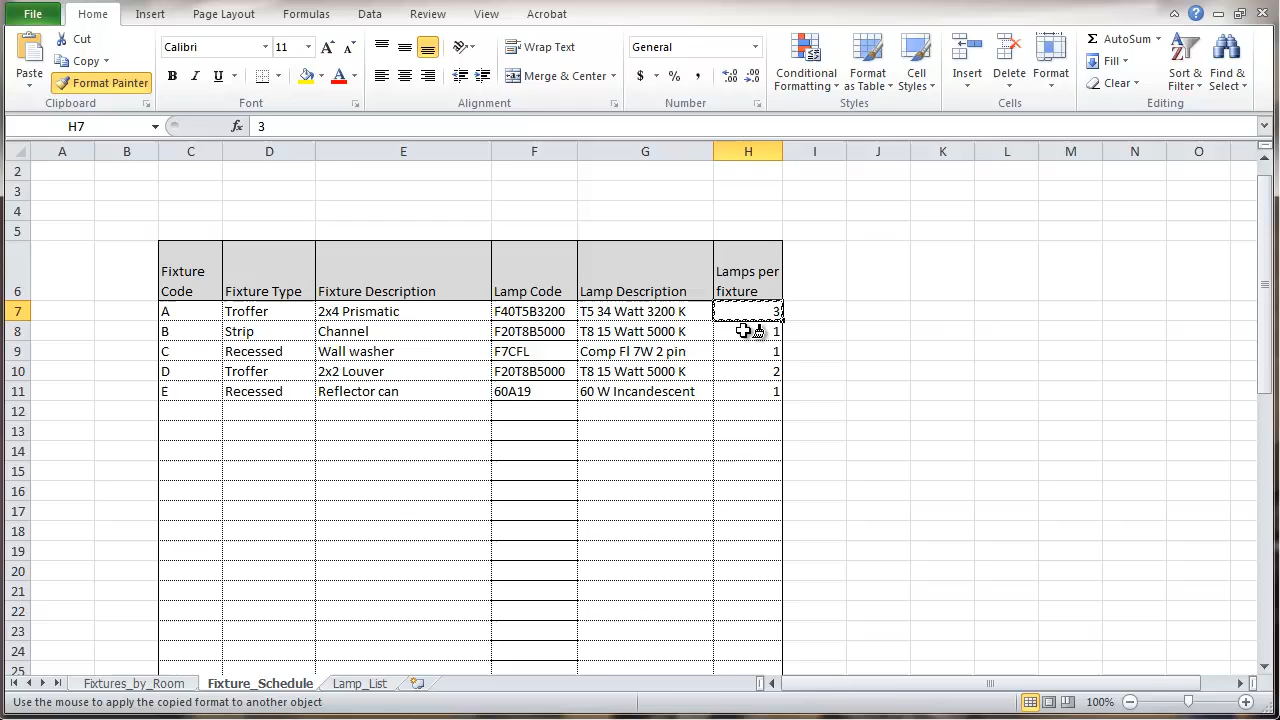 File Home Insert Page Layout Formulas Data Review View Acrobat
Paste Cut Calibri 11 A A Wrap Text General Conditional Formatting Format as Table Cell Styles Insert Delete Format Σ AutoSum Sort & Filter Find & Select
Copy B I U A Merge & Center $ % , Fill
Format Painter Clear
Clipboard Font Alignment Number Styles Cells Editing
H7 fx 3
A B C D E F G H I J K L M N O
2
3
4
5
6 Fixture Code Fixture Type Fixture Description Lamp Code Lamp Description Lamps per fixture
7 A Troffer 2x4 Prismatic F40T5B3200 T5 34 Watt 3200 K 3
8 B Strip Channel F20T8B5000 T8 15 Watt 5000 K 1
9 C Recessed Wall washer F7CFL Comp Fl 7W 2 pin 1
10 D Troffer 2x2 Louver F20T8B5000 T8 15 Watt 5000 K 2
11 E Recessed Reflector can 60A19 60 W Incandescent 1
12
13
14
15
16
17
18
19
20
21
22
23
24
25
Fixtures_by_Room Fixture_Schedule Lamp_List
Use the mouse to apply the copied format to another object 100%